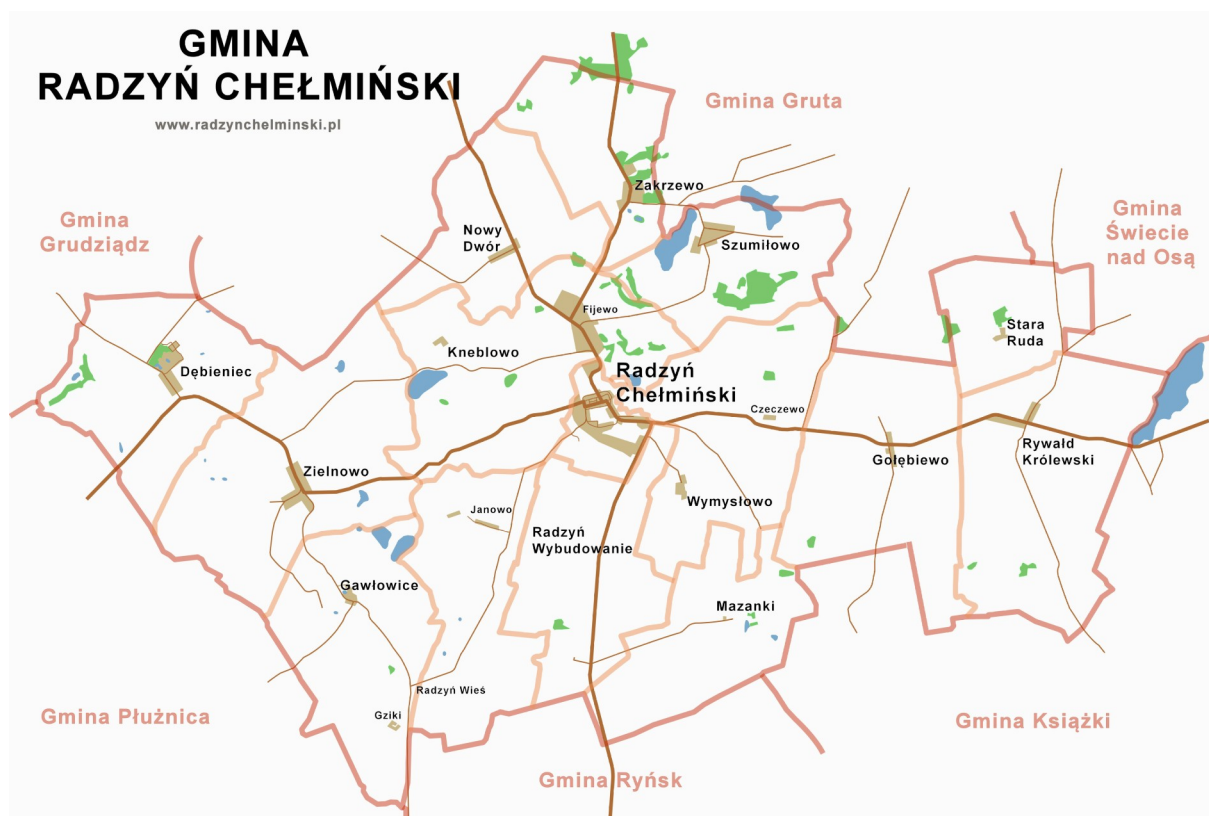 GMINA
RADZYŃ CHEŁMIŃSKI
www.radzynchelminski.pl
Gmina Gruta
Zakrzewo
Gmina
Grudziądz
Nowy
Dwór
Szumiłowo
Gmina
Świecie
nad Osą
Fijewo
Stara
Ruda
Kneblowo
Dębieniec
Radzyń
Chełmiński
Czeczewo
Zielnowo
Gołębiewo
Rywałd
Królewski
Wymysłowo
Janowo
Radzyń
Wybudowanie
Gawłowice
Mazanki
Radzyń Wieś
Gziki
Gmina Płużnica
Gmina Książki
Gmina Ryńsk